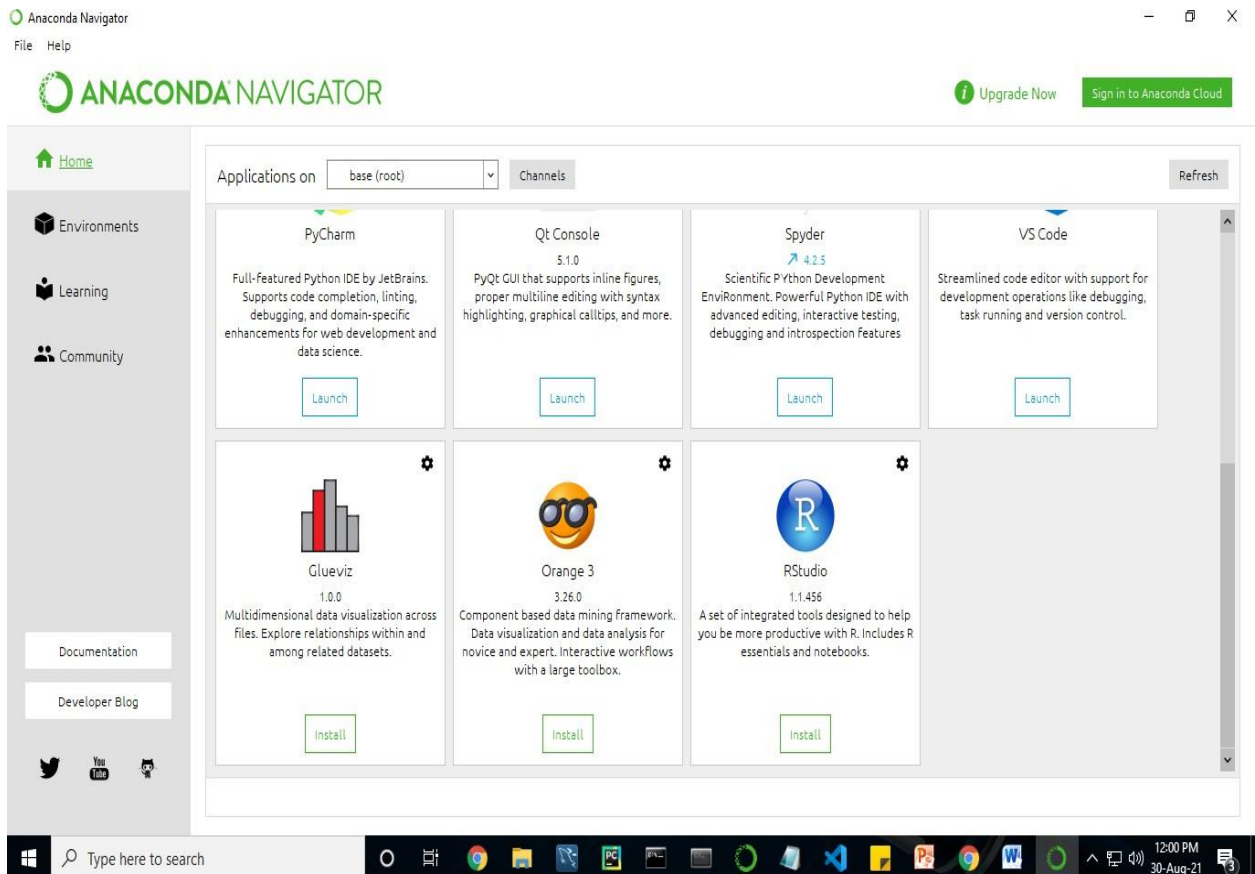 Anaconda Navigator
File Help
ANACONDA NAVIGATOR
i Upgrade Now
Sign in to Anaconda Cloud
Home
Environments
Learning
Community
Documentation
Developer Blog
You
Tube
Applications on base (root) Channels Refresh
PyCharm
Full-featured Python IDE by JetBrains.
Supports code completion, linting,
debugging, and domain-specific
enhancements for web development and
data science.
Launch
Qt Console
5.1.0
PyQt GUI that supports inline figures,
proper multiline editing with syntax
highlighting, graphical calltips, and more.
Launch
Spyder
4.2.5
Scientific PYthon Development
EnviRonment. Powerful Python IDE with
advanced editing, interactive testing,
debugging and introspection features
Launch
VS Code
Streamlined code editor with support for
development operations like debugging,
task running and version control.
Launch
Glueviz
1.0.0
Multidimensional data visualization across
files. Explore relationships within and
among related datasets.
Install
Orange 3
3.26.0
Component based data mining framework.
Data visualization and data analysis for
novice and expert. Interactive workflows
with a large toolbox.
Install
R
RStudio
1.1.456
A set of integrated tools designed to help
you be more productive with R. Includes R
essentials and notebooks.
Install
Type here to search
PC
W
12:00 PM
30-Aug-21
3